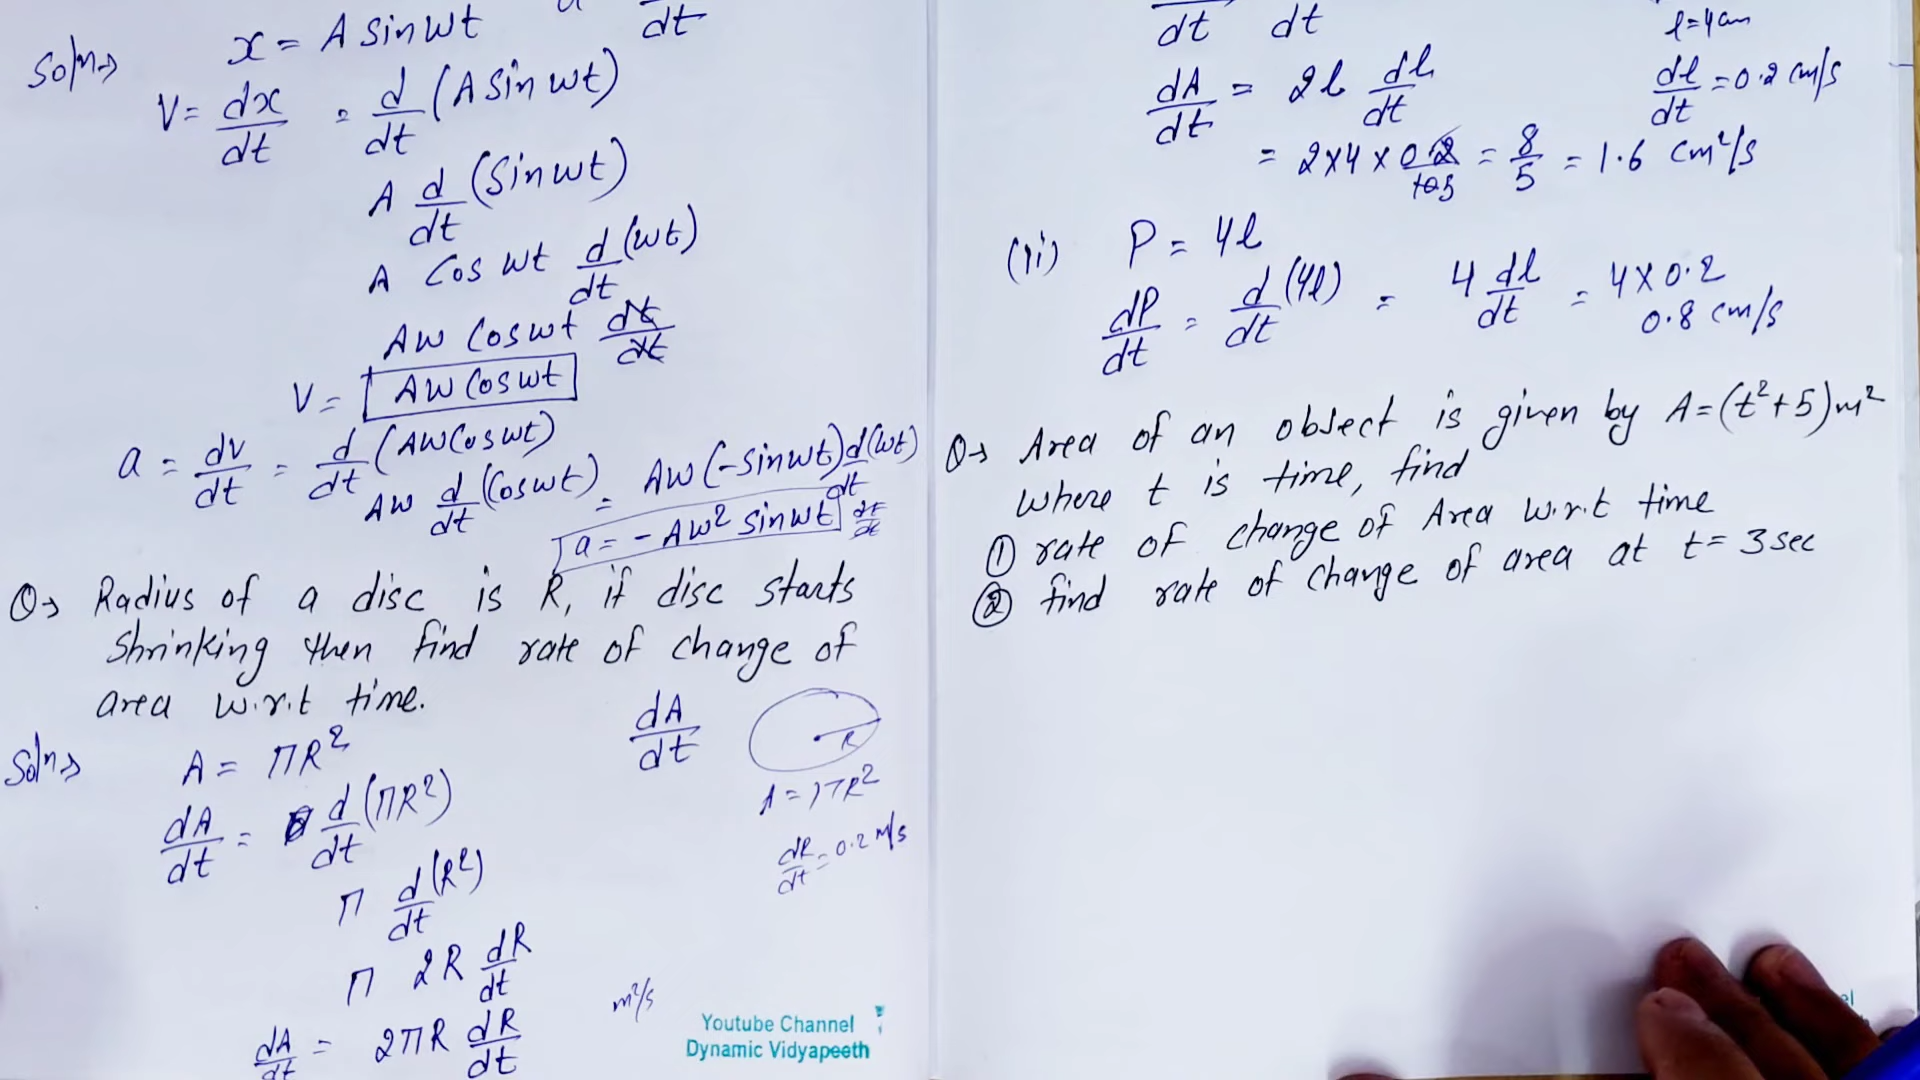 Soln→ x = A sin wt
V = dx/dt = d/dt (A sin wt)
A d/dt (sin wt)
A cos wt d/dt (wt)
Aw cos wt dt/dt
V = Aw cos wt
a = dv/dt = d/dt (Aw cos wt)
Aw d/dt (cos wt) = Aw (-sin wt) d(wt)/dt
a = - Aw² sin wt dt/dt
Q→ Radius of a disc is R, if disc starts
shrinking then find rate of change of
area w.r.t time.
Soln→ A = πR²
dA/dt = d/dt (πR²)
π d/dt (R²)
π 2R dR/dt
dA/dt = 2πR dR/dt
dA/dt
R
A = πR²
dR/dt = 0.2 m/s
m²/s
Youtube Channel
Dynamic Vidyapeeth
dt dt
l = 4cm
dA/dt = 2l dl/dt
dl/dt = 0.2 cm/s
= 2×4×0.2 = 8/5 = 1.6 cm²/s
(ii) P = 4l
dP/dt = d/dt (4l) = 4 dl/dt = 4×0.2
0.8 cm/s
Q→ Area of an object is given by A = (t²+5)m²
where t is time, find
① rate of change of Area w.r.t time
② find rate of change of area at t = 3 sec